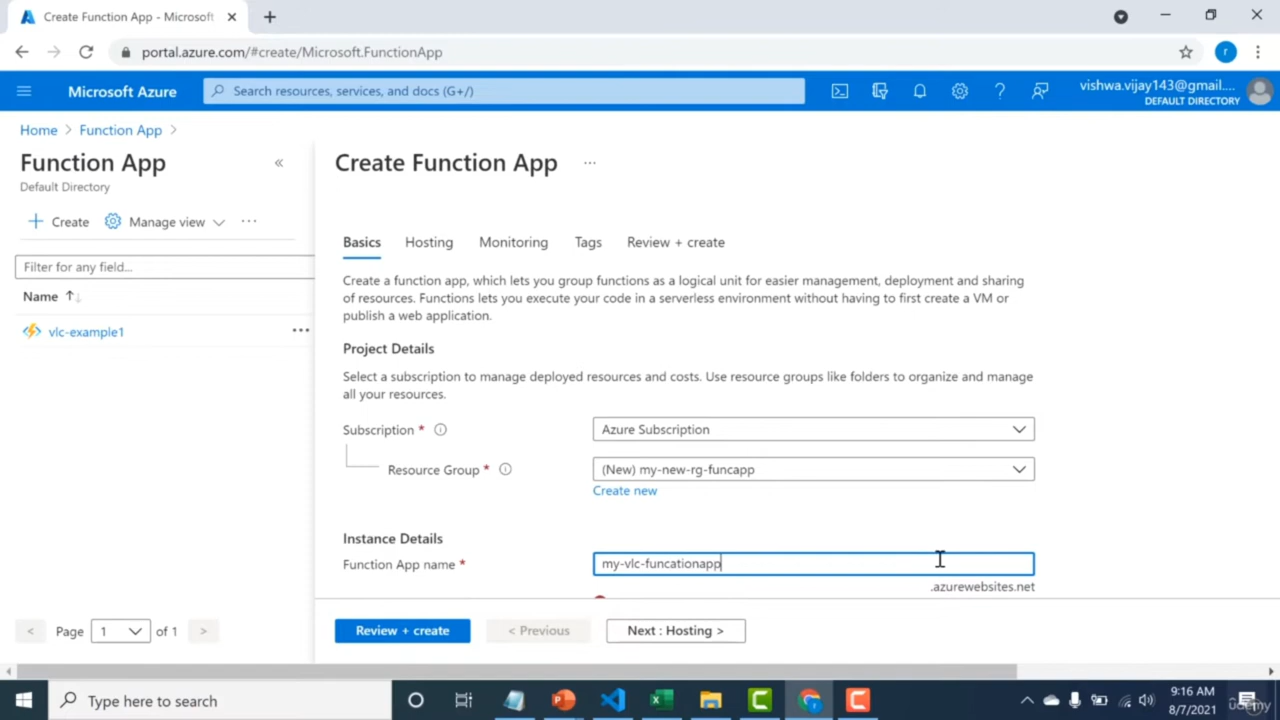 Create Function App - Microsoft
portal.azure.com/#create/Microsoft.FunctionApp
r
Microsoft Azure
Search resources, services, and docs (G+/)
vishwa.vijay143@gmail....
DEFAULT DIRECTORY
Home > Function App >
Function App
«
Default Directory
Create
Manage view
...
Filter for any field...
Name ↑↓
vlc-example1
...
< Page 1 of 1 >
Create Function App
...
Basics
Hosting
Monitoring
Tags
Review + create
Create a function app, which lets you group functions as a logical unit for easier management, deployment and sharing
of resources. Functions lets you execute your code in a serverless environment without having to first create a VM or
publish a web application.
Project Details
Select a subscription to manage deployed resources and costs. Use resource groups like folders to organize and manage
all your resources.
Subscription *
Azure Subscription
Resource Group *
(New) my-new-rg-funcapp
Create new
Instance Details
Function App name *
my-vlc-funcationapp
.azurewebsites.net
Review + create
< Previous
Next : Hosting >
Type here to search
9:16 AM
8/7/2021
udemy